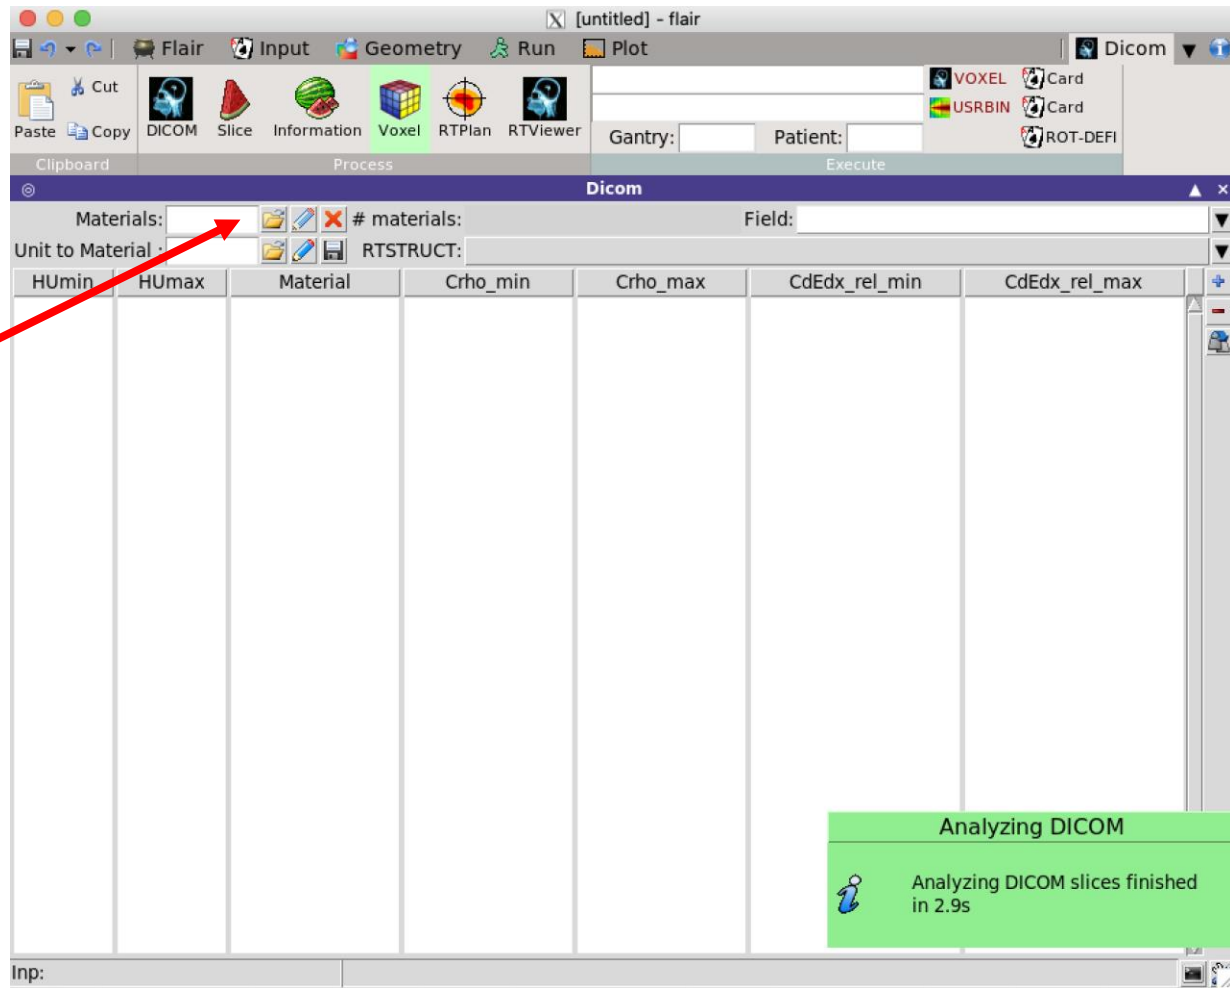 [untitled] - flair
Flair Input Geometry Run Plot Dicom
Cut
Paste Copy DICOM Slice Information Voxel RTPlan RTViewer
VOXEL Card
USRBIN Card
Gantry: Patient: ROT-DEFI
Clipboard Process Execute
Dicom
Materials: # materials: Field:
Unit to Material : RTSTRUCT:
HUmin HUmax Material Crho_min Crho_max CdEdx_rel_min CdEdx_rel_max
Analyzing DICOM
Analyzing DICOM slices finished
in 2.9s
Inp: